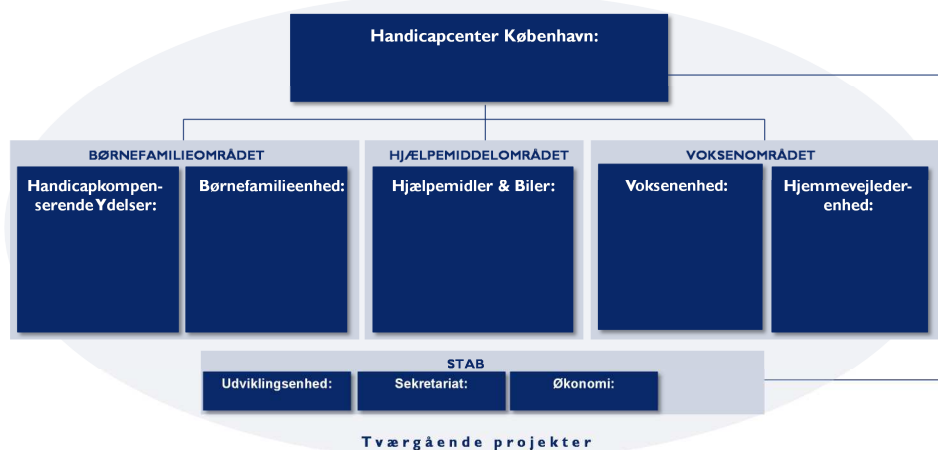 Handicapcenter København:
BØRNEFAMILIEOMRÅDET
Handicapkompen-
serende Ydelser:
Børnefamilieenhed:
HJÆLPEMIDDELOMRÅDET
Hjælpemidler & Biler:
VOKSENOMRÅDET
Voksenenhed:
Hjemmevejleder-
enhed:
STAB
Udviklingsenhed:
Sekretariat:
Økonomi:
Tværgående projekter